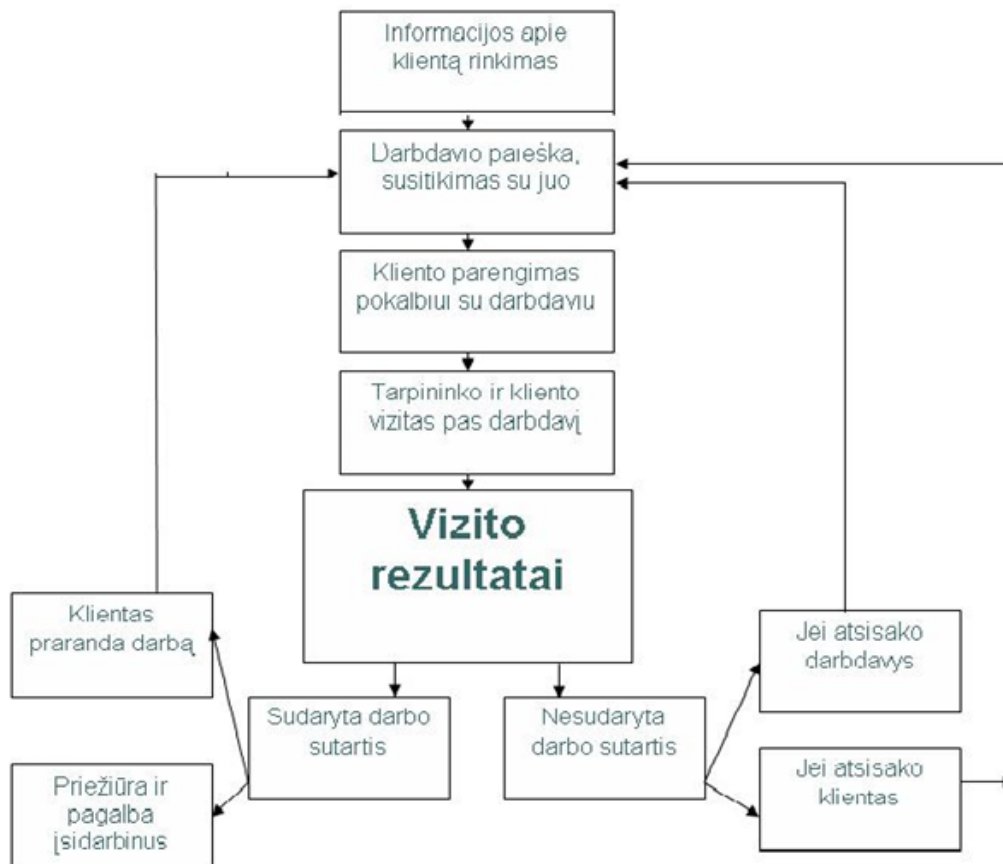 Informacijos apie
klientą rinkimas
Darbdavio paieška,
susitikimas su juo
Kliento parengimas
pokalbiui su darbdaviu
Tarpininko ir kliento
vizitas pas darbdavį
Vizito
rezultatai
Klientas
praranda darbą
Jei atsisako
darbdavys
Sudaryta darbo
sutartis
Nesudaryta
darbo sutartis
Priežiūra ir
pagalba
įsidarbinus
Jei atsisako
klientas